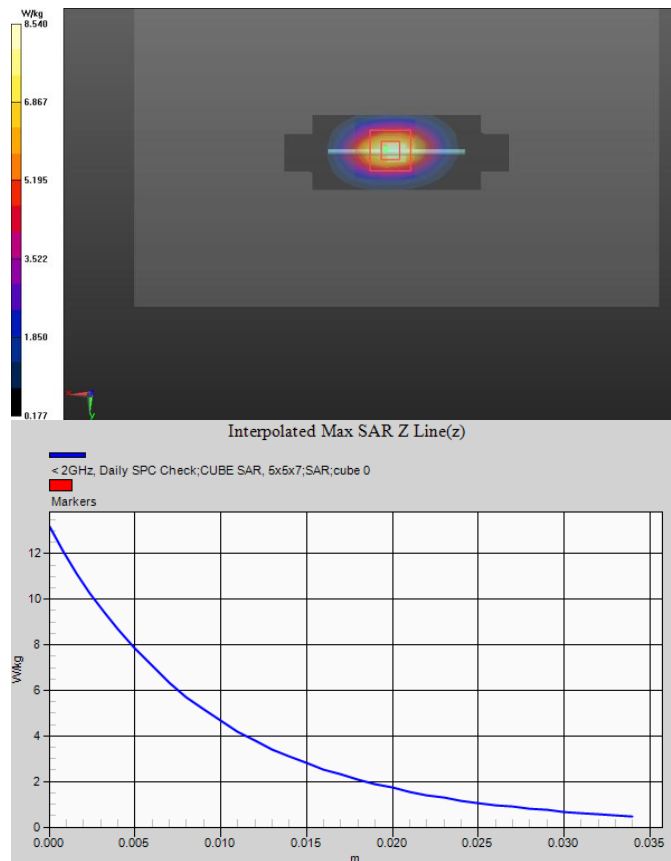 W/kg
8.540
6.867
5.195
3.522
1.850
0.177
x
y
Interpolated Max SAR Z Line(z)
< 2GHz, Daily SPC Check;CUBE SAR, 5x5x7;SAR;cube 0
Markers
W/kg
12
10
8
6
4
2
0
0.000 0.005 0.010 0.015 0.020 0.025 0.030 0.035
m